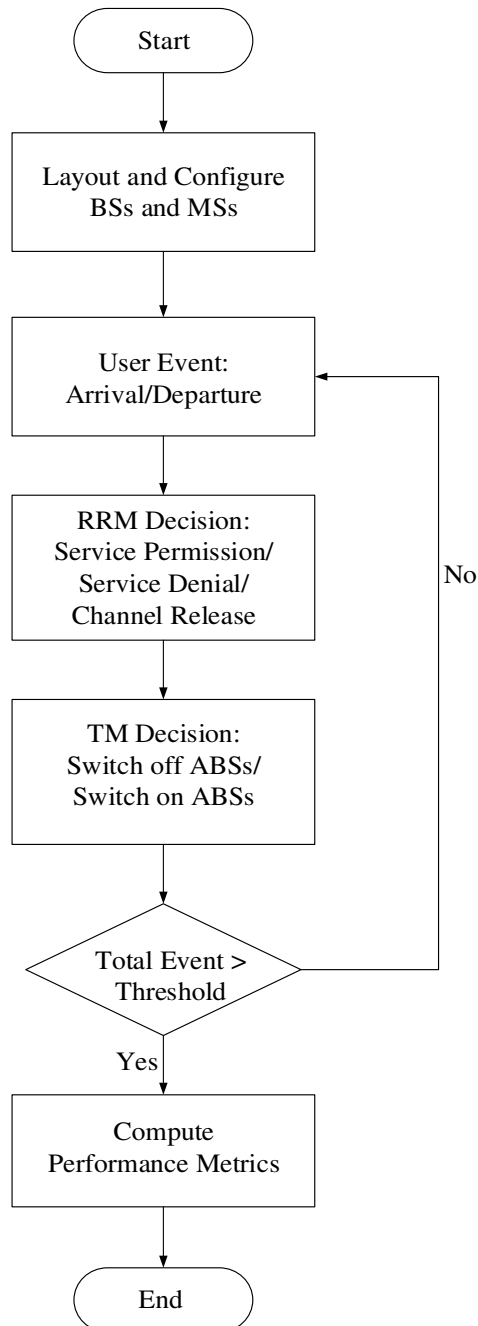 Start
Layout and Configure
BSs and MSs
User Event:
Arrival/Departure
RRM Decision:
Service Permission/
Service Denial/
Channel Release
No
TM Decision:
Switch off ABSs/
Switch on ABSs
Total Event >
Threshold
Yes
Compute
Performance Metrics
End